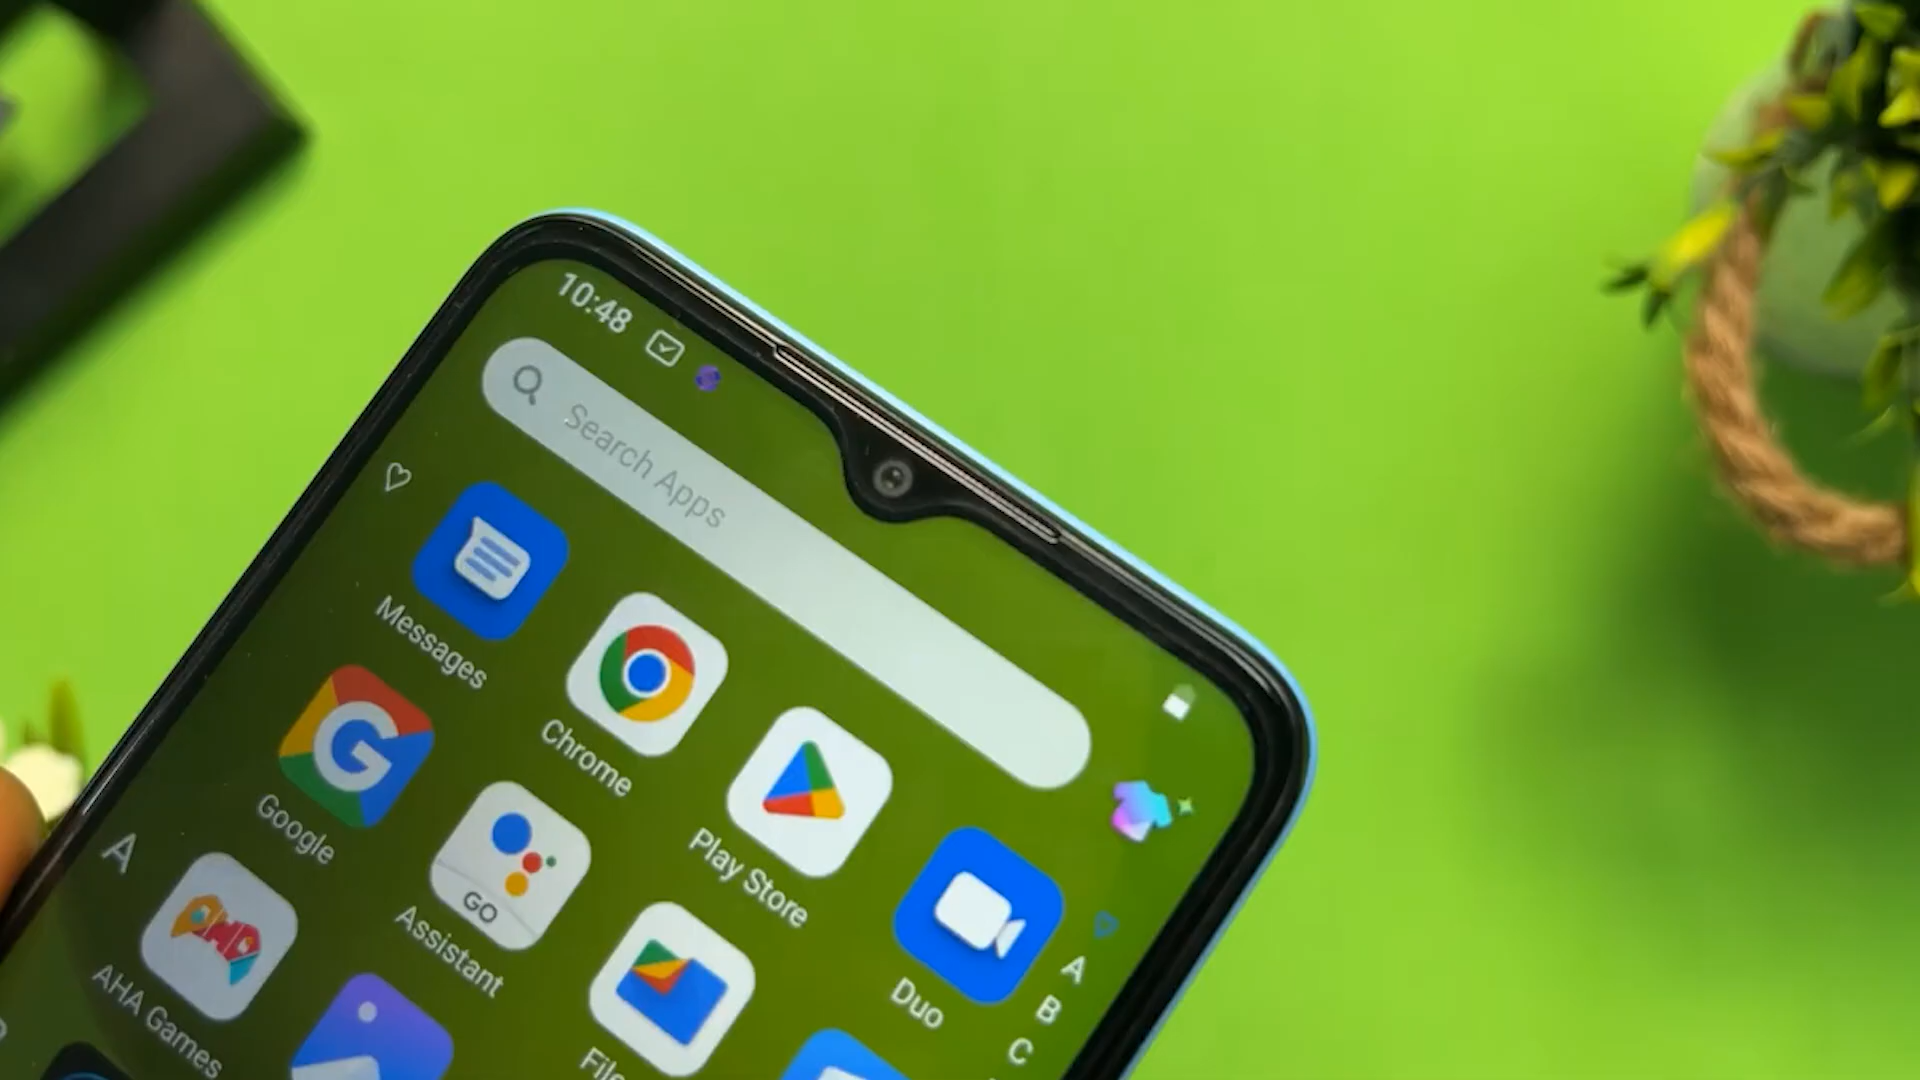 10:48
Search Apps
Messages
Chrome
Play Store
Duo
Google
GO
Assistant
A
AHA Games
A
B
C